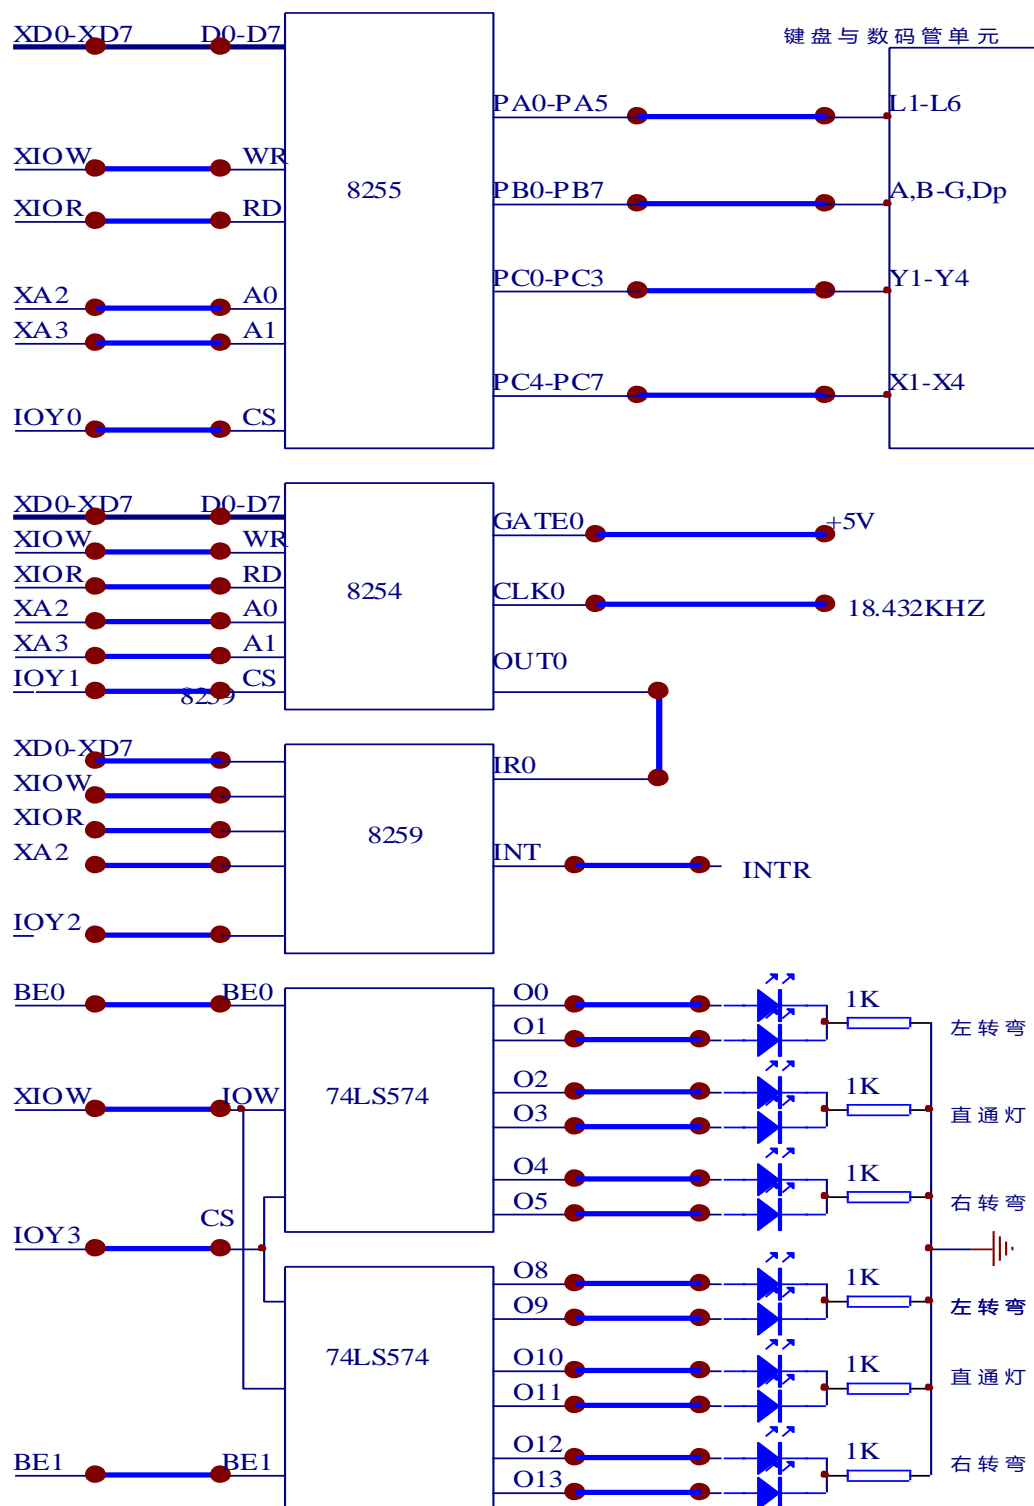 键盘与数码管单元
XD0-XD7 D0-D7
PA0-PA5 L1-L6
XIOW WR
8255
PB0-PB7 A,B-G,Dp
XIOR RD
PC0-PC3 Y1-Y4
XA2 A0
XA3 A1
PC4-PC7 X1-X4
IOY0 CS
XD0-XD7 D0-D7
GATE0 +5V
XIOW WR
XIOR RD
8254
CLK0 18.432KHZ
XA2 A0
XA3 A1
OUT0
IOY1 CS
8259
XD0-XD7
IR0
XIOW
XIOR
8259
XA2
INT INTR
IOY2
BE0 BE0
O0 1K
O1 左转弯
XIOW IOW
74LS574
O2 1K
O3 直通灯
O4 1K
O5 右转弯
IOY3 CS
O8 1K
O9 左转弯
74LS574
O10 1K
O11 直通灯
O12 1K
BE1 BE1
O13 右转弯